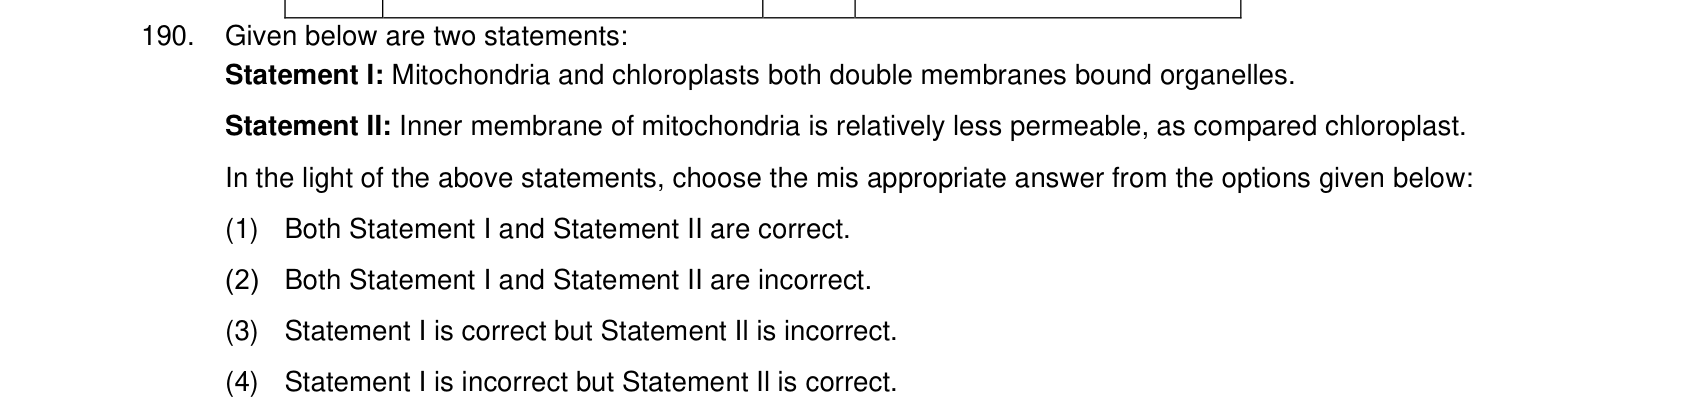 190. Given below are two statements:
Statement I: Mitochondria and chloroplasts both double membranes bound organelles.
Statement II: Inner membrane of mitochondria is relatively less permeable, as compared chloroplast.
In the light of the above statements, choose the mis appropriate answer from the options given below:
(1) Both Statement I and Statement II are correct.
(2) Both Statement I and Statement II are incorrect.
(3) Statement I is correct but Statement II is incorrect.
(4) Statement I is incorrect but Statement II is correct.